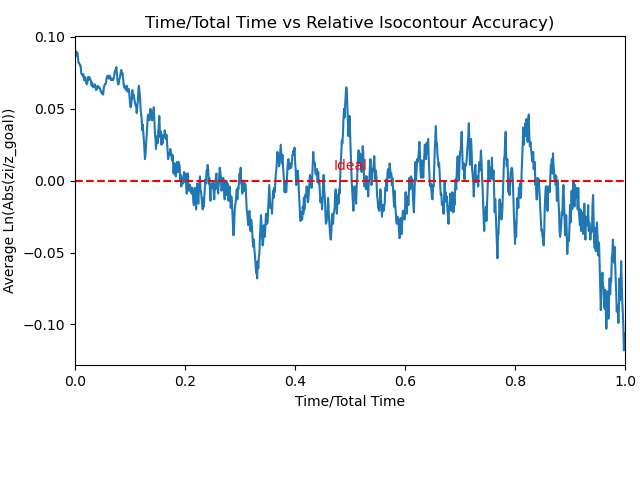 Time/Total Time vs Relative Isocontour Accuracy)
Average Ln(Abs(zi/z_goal))
0.10
0.05
0.00
−0.05
−0.10
Ideal
0.0 0.2 0.4 0.6 0.8 1.0
Time/Total Time